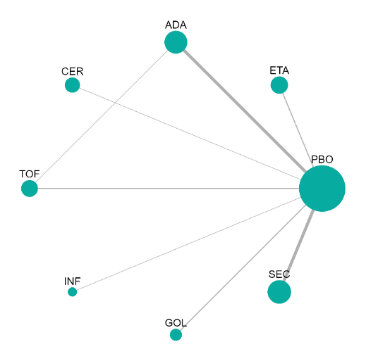 ADA
CER
ETA
PBO
TOF
SEC
INF
GOL